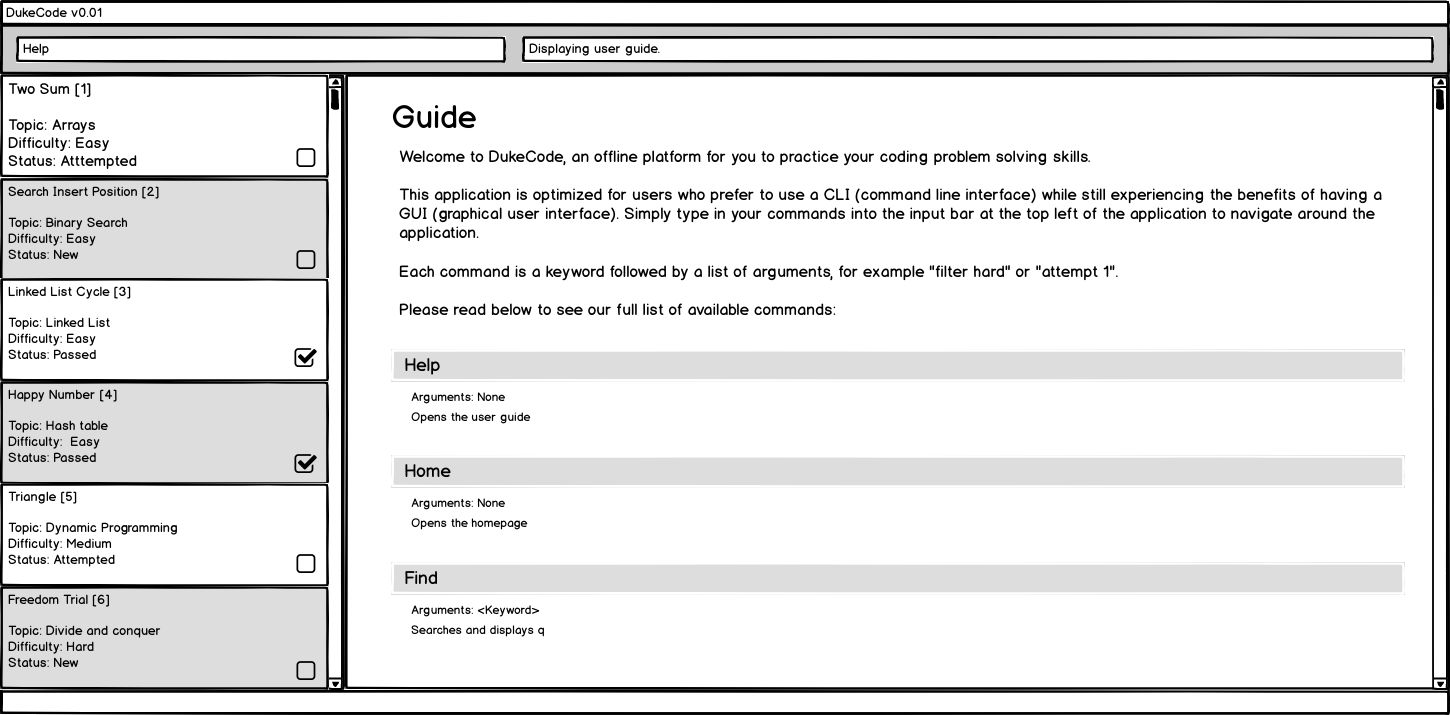 DukeCode v0.01
Help
Displaying user guide.
Two Sum [1]
Topic: Arrays
Difficulty: Easy
Status: Atttempted
Search Insert Position [2]
Topic: Binary Search
Difficulty: Easy
Status: New
Linked List Cycle [3]
Topic: Linked List
Difficulty: Easy
Status: Passed
Happy Number [4]
Topic: Hash table
Difficulty:  Easy
Status: Passed
Triangle [5]
Topic: Dynamic Programming
Difficulty: Medium
Status: Attempted
Freedom Trial [6]
Topic: Divide and conquer
Difficulty: Hard
Status: New
Guide
Welcome to DukeCode, an offline platform for you to practice your coding problem solving skills.
This application is optimized for users who prefer to use a CLI (command line interface) while still experiencing the benefits of having a
GUI (graphical user interface). Simply type in your commands into the input bar at the top left of the application to navigate around the
application.
Each command is a keyword followed by a list of arguments, for example "filter hard" or "attempt 1".
Please read below to see our full list of available commands:
Help
Arguments: None
Opens the user guide
Home
Arguments: None
Opens the homepage
Find
Arguments: <Keyword>
Searches and displays q